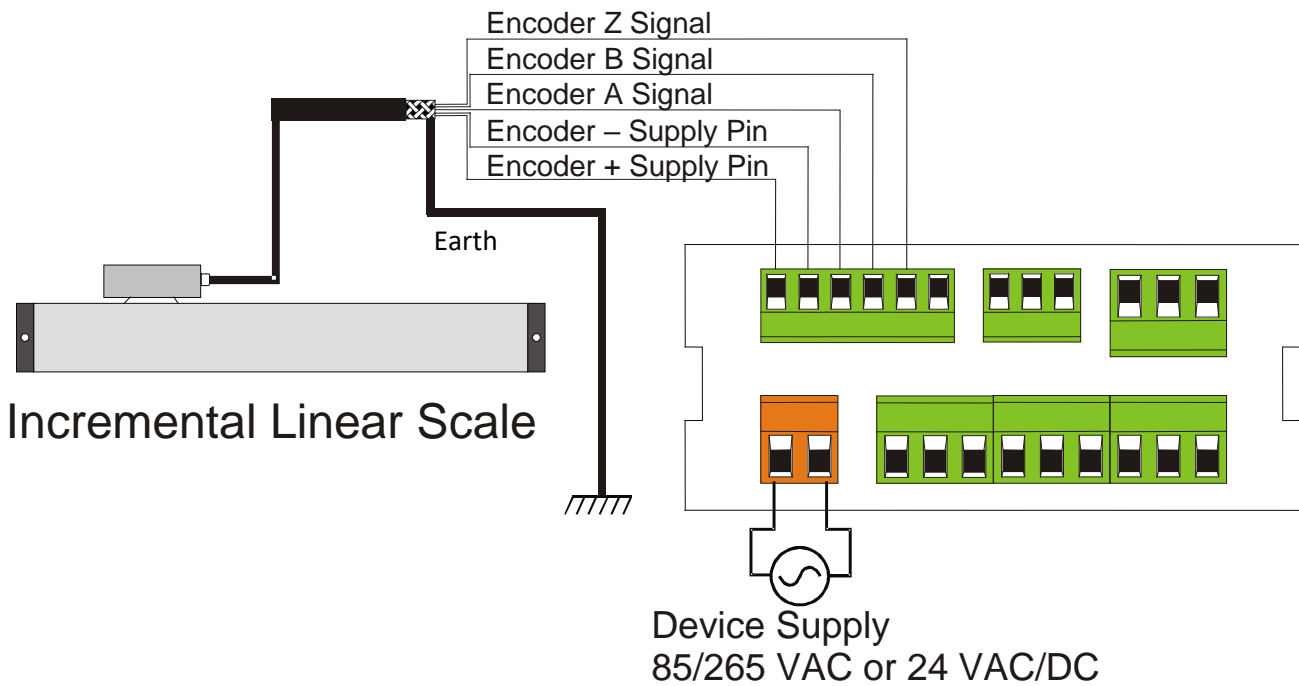 Encoder Z Signal
Encoder B Signal
Encoder A Signal
Encoder – Supply Pin
Encoder + Supply Pin
Earth
Incremental Linear Scale
Device Supply
85/265 VAC or 24 VAC/DC